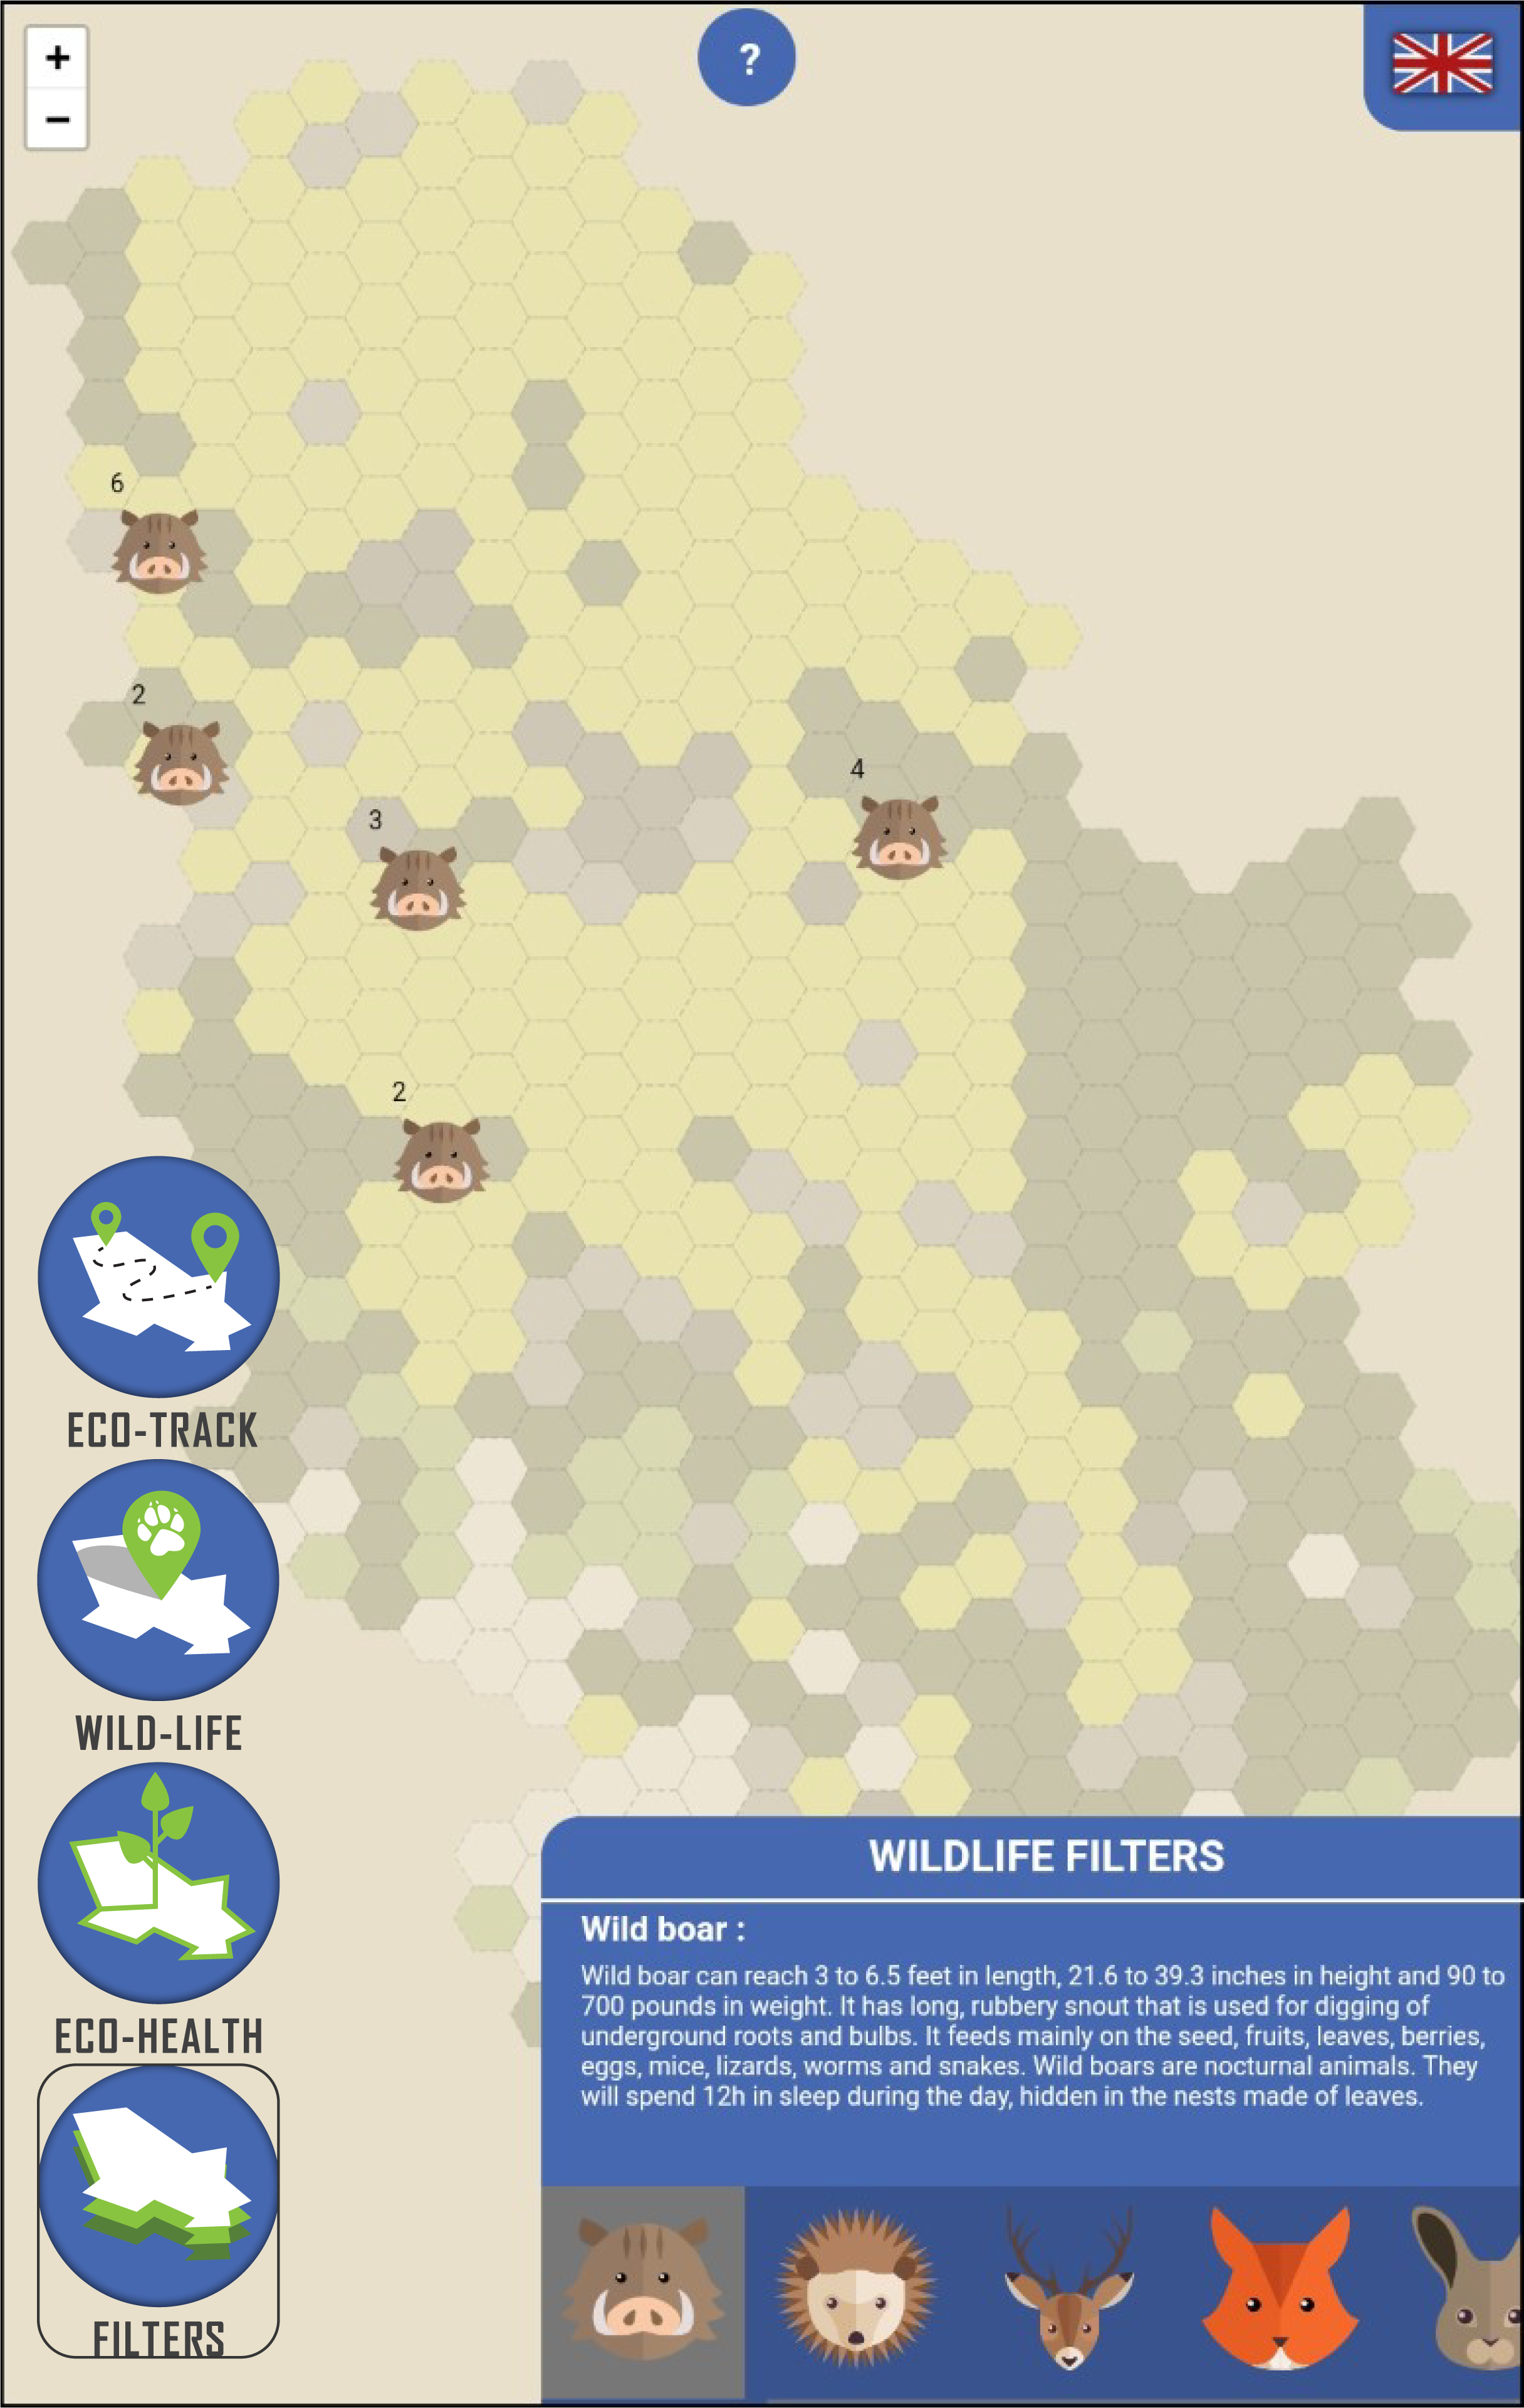 +
?
−
6
2
4
3
2
ECO-TRACK
WILD-LIFE
ECO-HEALTH
FILTERS
WILDLIFE FILTERS
Wild boar :
Wild boar can reach 3 to 6.5 feet in length, 21.6 to 39.3 inches in height and 90 to
700 pounds in weight. It has long, rubbery snout that is used for digging of
underground roots and bulbs. It feeds mainly on the seed, fruits, leaves, berries,
eggs, mice, lizards, worms and snakes. Wild boars are nocturnal animals. They
will spend 12h in sleep during the day, hidden in the nests made of leaves.